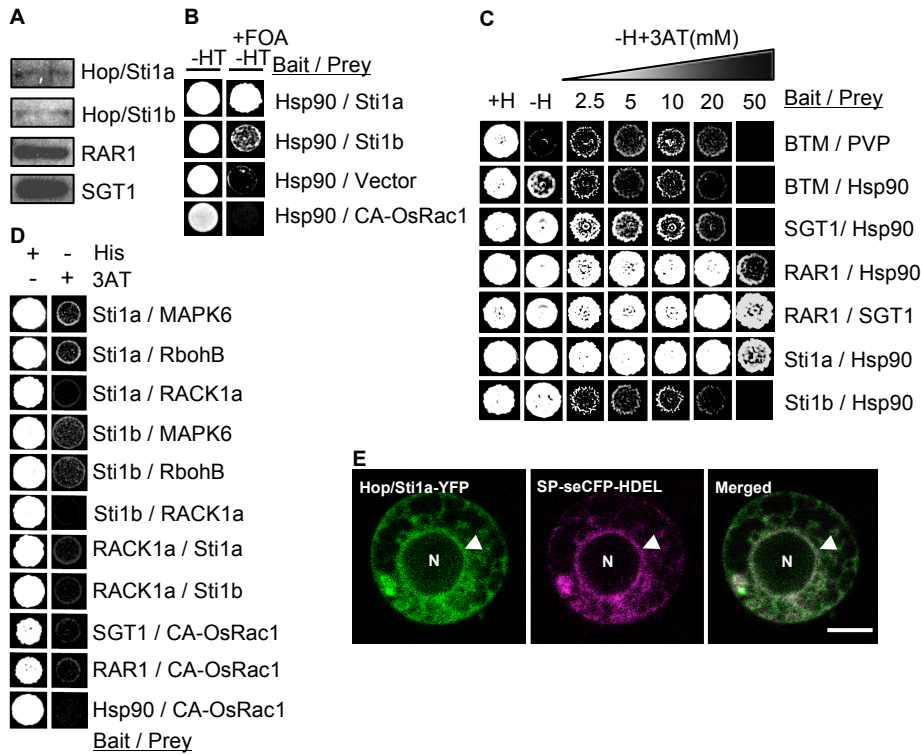 A
Hop/Sti1a
Hop/Sti1b
RAR1
SGT1
B
+FOA
-HT -HT Bait / Prey
Hsp90 / Sti1a
Hsp90 / Sti1b
Hsp90 / Vector
Hsp90 / CA-OsRac1
C
-H+3AT(mM)
+H -H 2.5 5 10 20 50 Bait / Prey
BTM / PVP
BTM / Hsp90
SGT1/ Hsp90
RAR1 / Hsp90
RAR1 / SGT1
Sti1a / Hsp90
Sti1b / Hsp90
D
+ - His
- + 3AT
Sti1a / MAPK6
Sti1a / RbohB
Sti1a / RACK1a
Sti1b / MAPK6
Sti1b / RbohB
Sti1b / RACK1a
RACK1a / Sti1a
RACK1a / Sti1b
SGT1 / CA-OsRac1
RAR1 / CA-OsRac1
Hsp90 / CA-OsRac1
Bait / Prey
E
Hop/Sti1a-YFP SP-seCFP-HDEL Merged
N N N